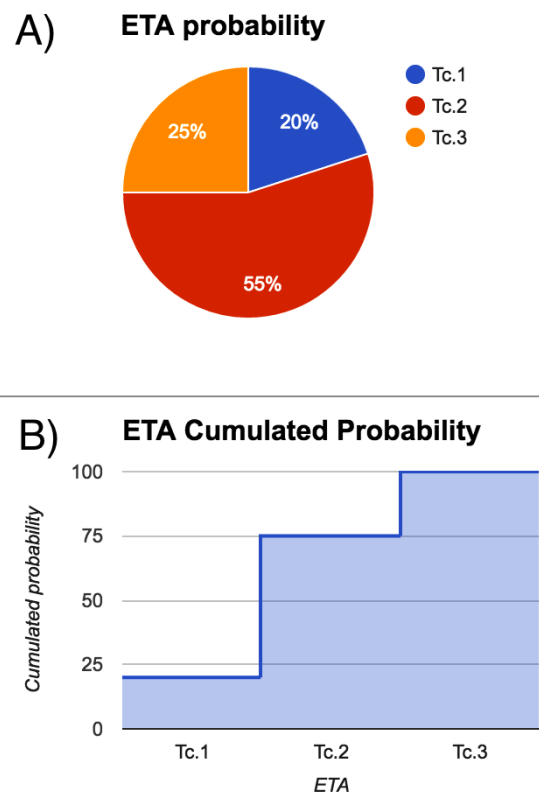 A)
ETA probability
Tc.1
Tc.2
Tc.3
20%
25%
55%
B)
ETA Cumulated Probability
Cumulated probability
100
75
50
25
0
Tc.1 Tc.2 Tc.3
ETA